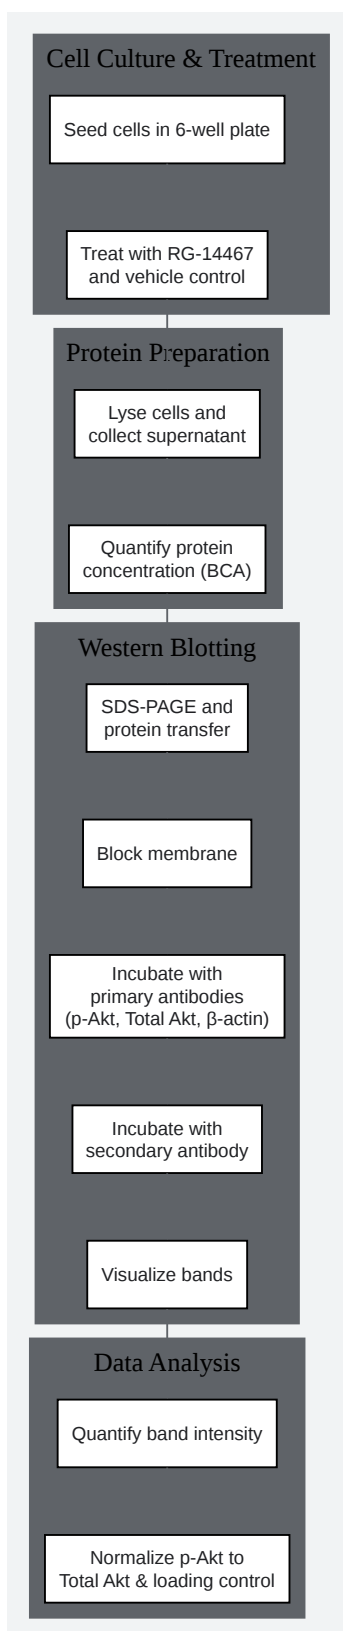 Cell Culture & Treatment
Seed cells in 6-well plate
Treat with RG-14467
and vehicle control
Protein Preparation
Lyse cells and
collect supernatant
Quantify protein
concentration (BCA)
Western Blotting
SDS-PAGE and
protein transfer
Block membrane
Incubate with
primary antibodies
(p-Akt, Total Akt, β-actin)
Incubate with
secondary antibody
Visualize bands
Data Analysis
Quantify band intensity
Normalize p-Akt to
Total Akt & loading control